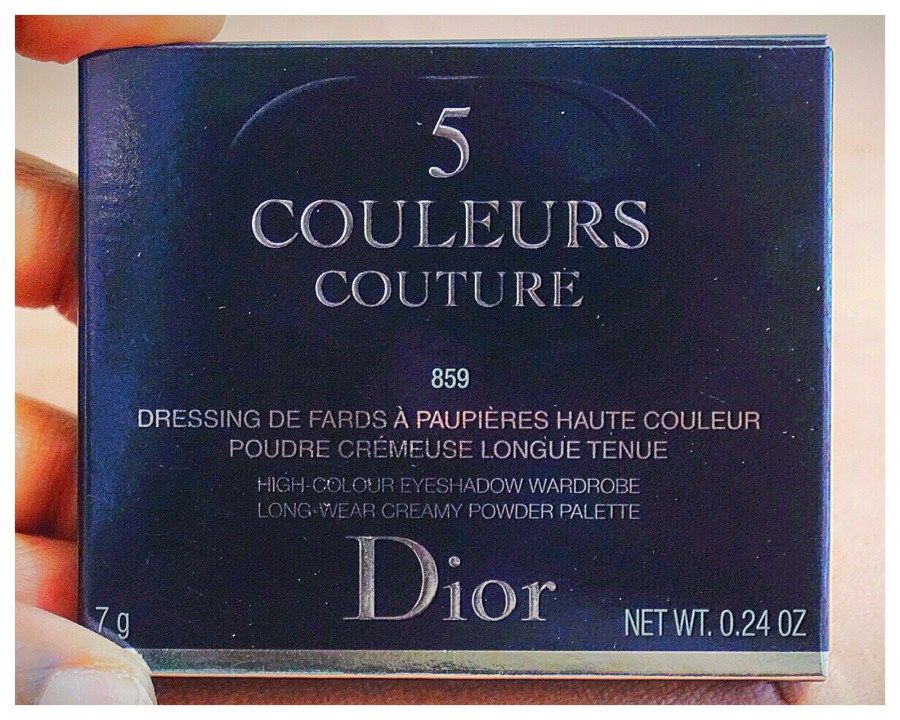 5
COULEURS
COUTURE
859
DRESSING DE FARDS À PAUPIÈRES HAUTE COULEUR
POUDRE CRÉMEUSE LONGUE TENUE
HIGH-COLOUR EYESHADOW WARDROBE
LONG-WEAR CREAMY POWDER PALETTE
Dior
7 g
NET WT. 0.24 OZ